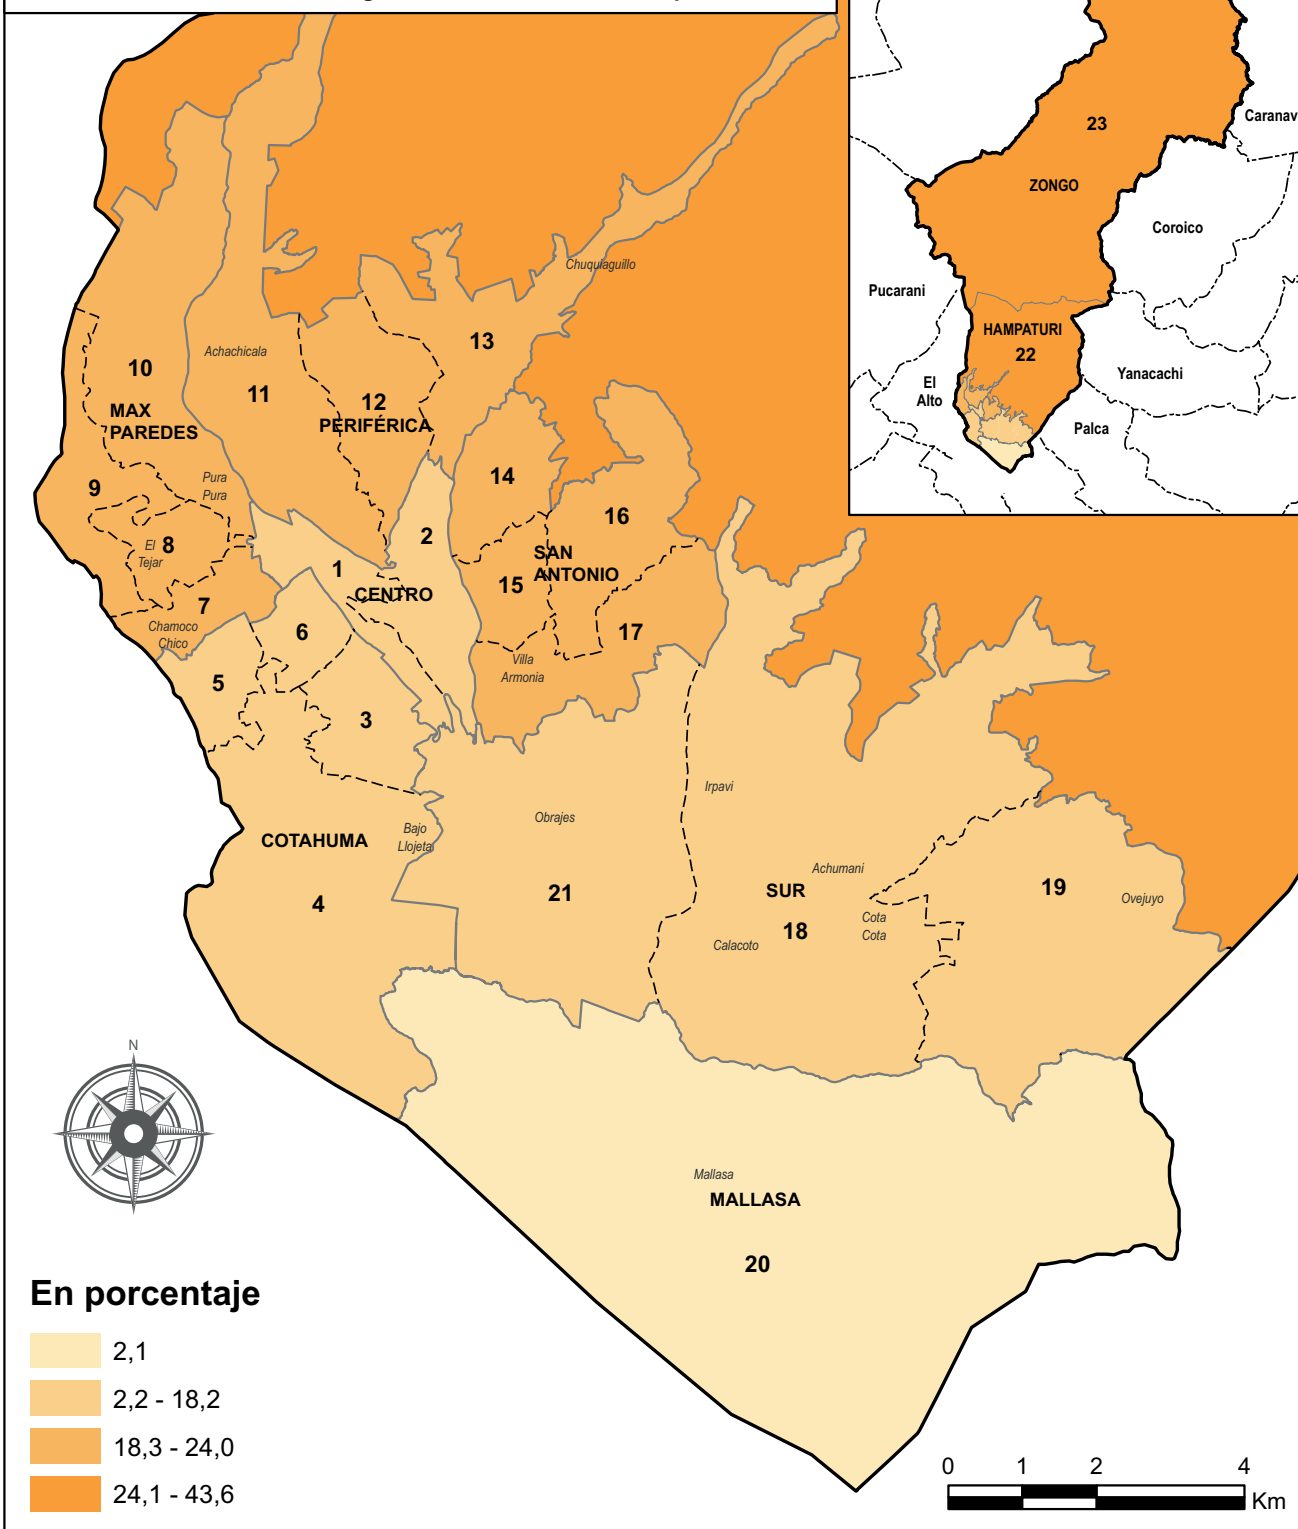 23
Caranav
ZONGO
Coroico
Pucarani
HAMPATURI
22
El
Alto
Yanacachi
Palca
Chuquiaguillo
13
Achachicala
10
11
12
MAX
PAREDES
PERIFÉRICA
14
Pura
Pura
9
16
2
El
Tejar
8
SAN
ANTONIO
1
15
CENTRO
7
Chamoco
Chico
6
17
Villa
Armonia
5
3
Irpavi
Obrajes
Bajo
Llojeta
COTAHUMA
Achumani
SUR
19
21
Ovejuyo
4
Cota
Cota
18
Calacoto
N
Mallasa
MALLASA
20
En porcentaje
2,1
2,2 - 18,2
18,3 - 24,0
24,1 - 43,6
0 1 2 4
Km